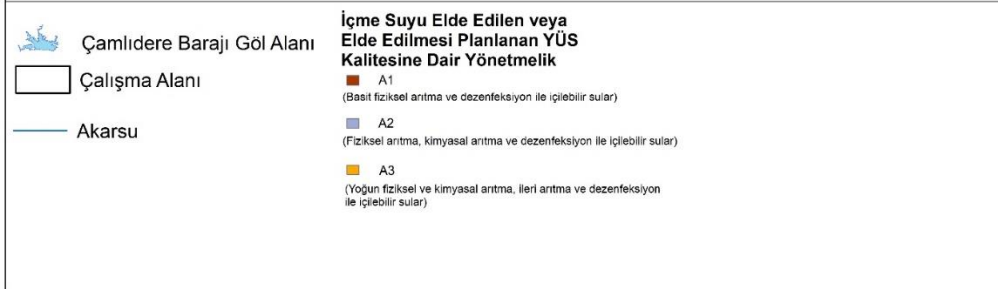 Çamlıdere Barajı Göl Alanı
Çalışma Alanı
Akarsu
İçme Suyu Elde Edilen veya
Elde Edilmesi Planlanan YÜS
Kalitesine Dair Yönetmelik
A1
(Basit fiziksel arıtma ve dezenfeksiyon ile içilebilir sular)
A2
(Fiziksel arıtma, kimyasal arıtma ve dezenfeksiyon ile içilebilir sular)
A3
(Yoğun fiziksel ve kimyasal arıtma, ileri arıtma ve dezenfeksiyon
ile içilebilir sular)